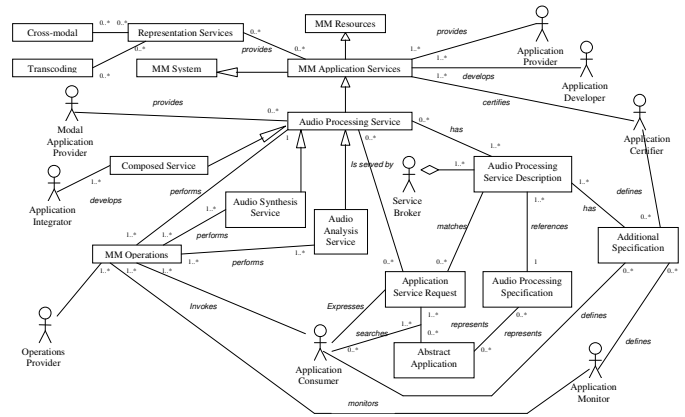 MM Resources
Cross-modal
0..*
0..*
Representation Services
0..*
provides
provides
1..*
Application
Provider
0..*
0..*
Transcoding
0..*
MM System
MM Application Services
1..*
1..*
develops
Application
Developer
certifies
provides
0..*
Modal
Application
Provider
Audio Processing Service
0..*
has
1..*
Application
Certifier
1
0..*
Composed Service
Is served by
1..*
Service
Broker
Audio Processing
Service Description
1..*
1..*
develops
Application
Integrator
performs
Audio Synthesis
Service
1..*
has
defines
0..*
0..*
Additional
Specification
performs
1..*
Audio
Analysis
Service
matches
references
MM Operations
1..*
1..*
1..*
performs
1..*
0..*
0..*
1
1..*
1..*
1..*
0..*
0..*
Invokes
Expresses
Application
Service Request
Audio Processing
Specification
searches
1..*
1..*
0..*
represents
0..*
represents
defines
defines
Operations
Provider
0..*
Abstract
Application
0..*
Application
Consumer
Application
Monitor
monitors